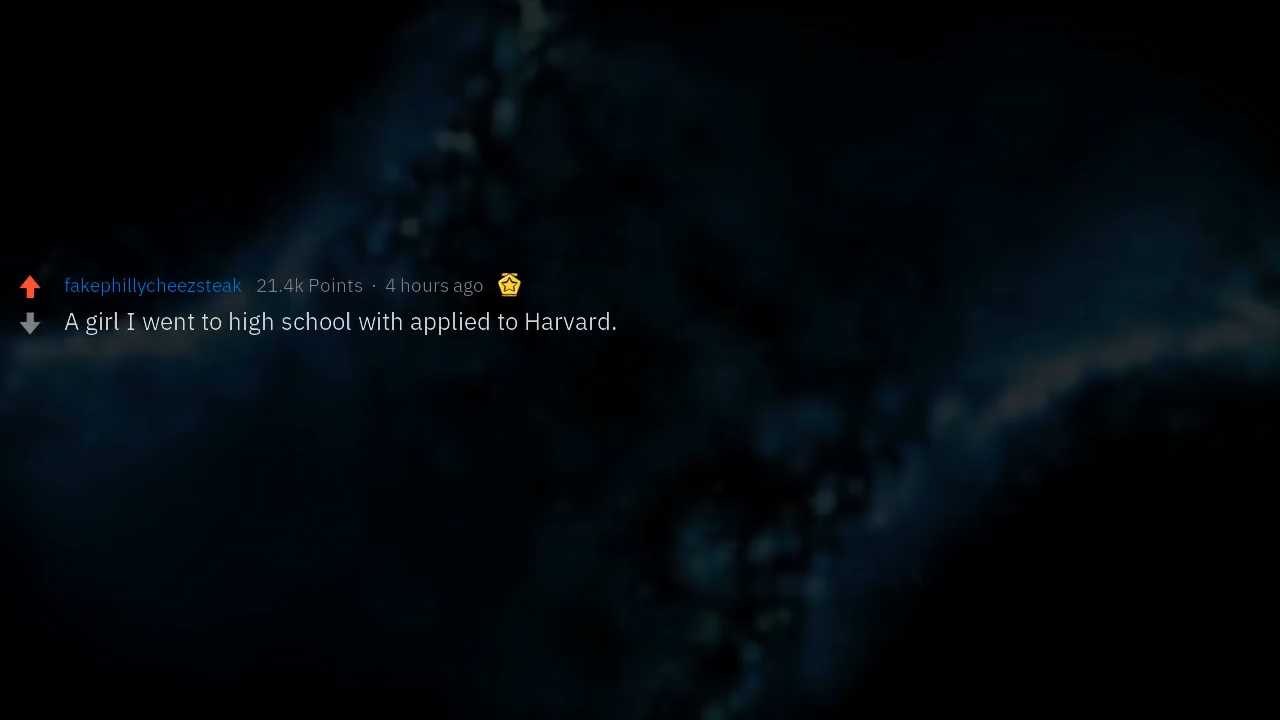 fakephillycheezsteak 21.4k Points · 4 hours ago
A girl I went to high school with applied to Harvard.